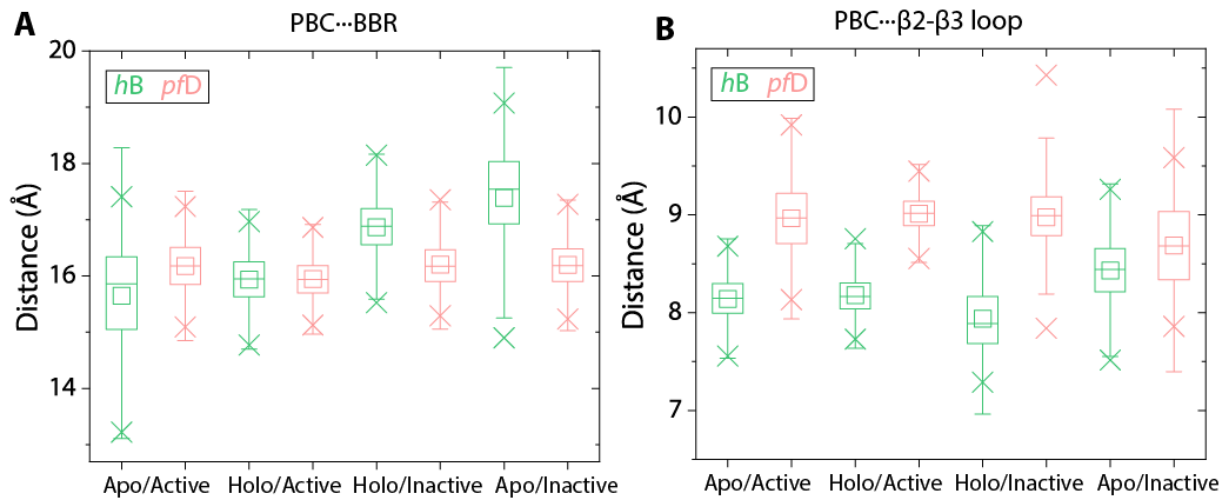 A
PBC···BBR
hB pfD
Distance (Å)
20
18
16
14
Apo/Active Holo/Active Holo/Inactive Apo/Inactive
B
PBC···β2-β3 loop
hB pfD
Distance (Å)
10
9
8
7
Apo/Active Holo/Active Holo/Inactive Apo/Inactive